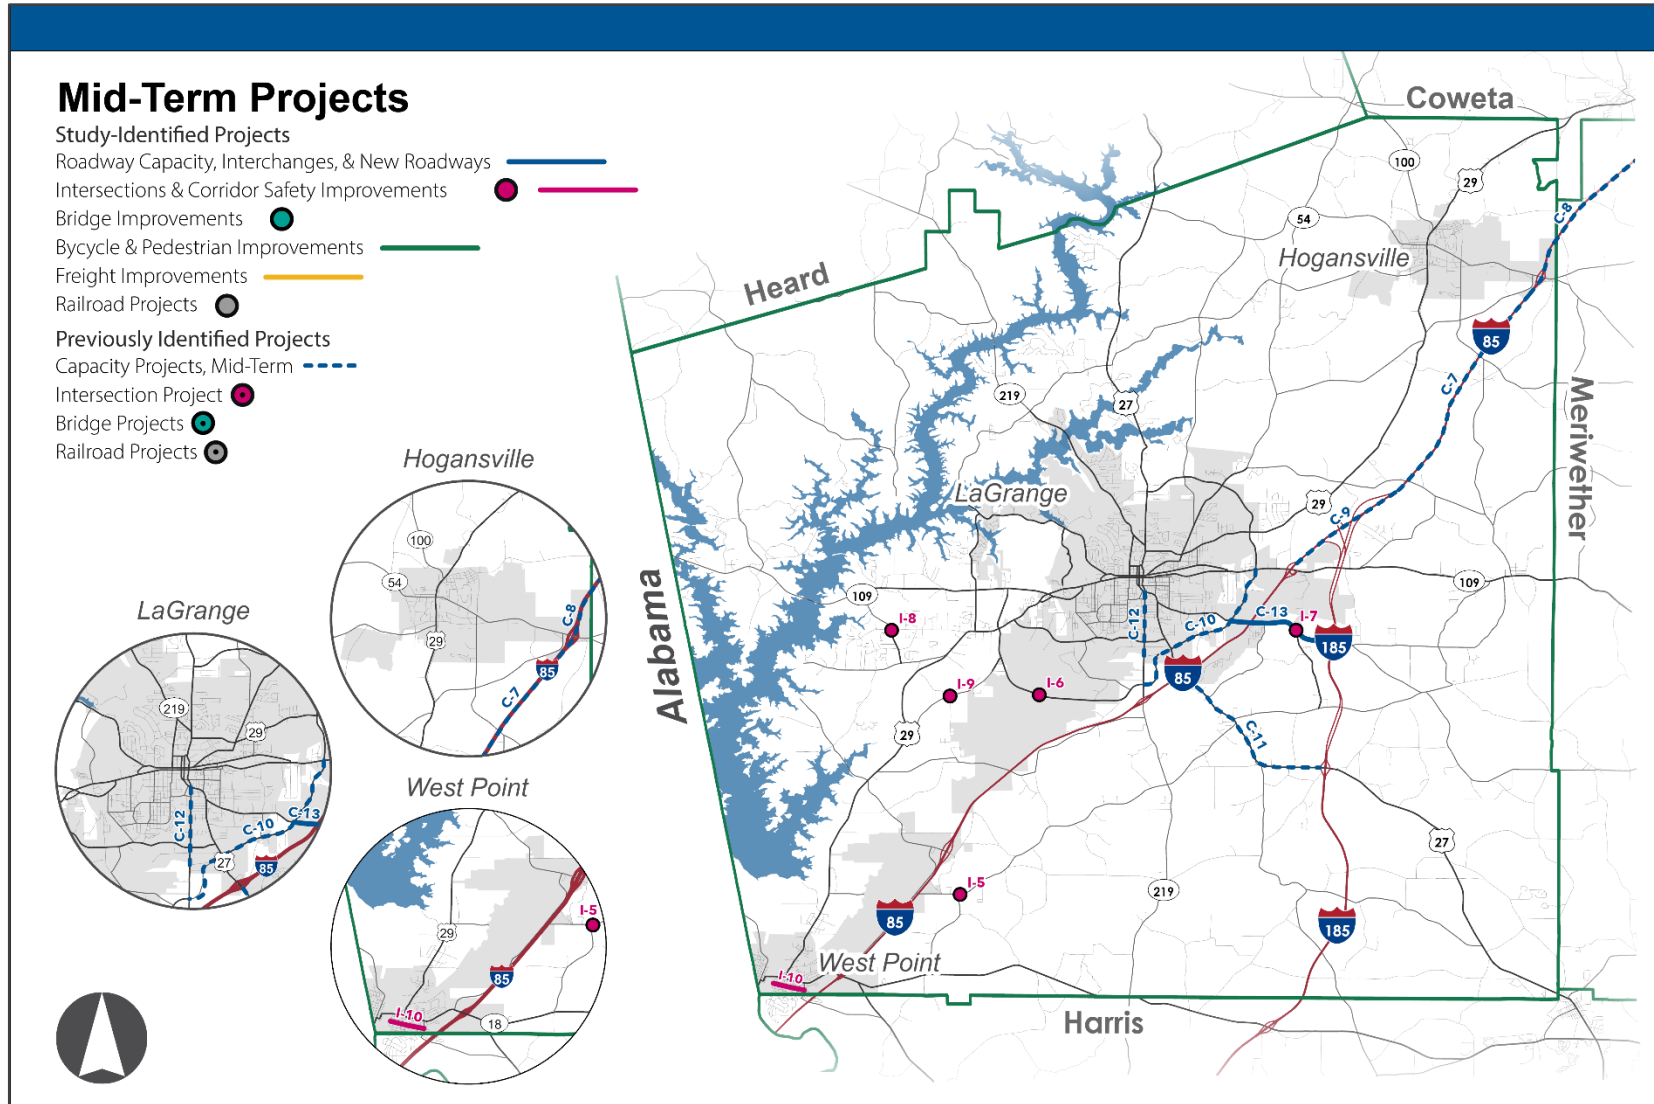 Mid-Term Projects
Study-Identified Projects
Roadway Capacity, Interchanges, & New Roadways
Intersections & Corridor Safety Improvements
Bridge Improvements
Bycycle & Pedestrian Improvements
Freight Improvements
Railroad Projects
Previously Identified Projects
Capacity Projects, Mid-Term
Intersection Project
Bridge Projects
Railroad Projects
Hogansville
100
54
29
C-8
85
C-7
LaGrange
219
29
C-12
C-10
C-13
27
85
West Point
29
I-5
85
I-10
18
Coweta
100
29
54
C-8
Hogansville
Heard
85
C-7
Meriwether
219
27
LaGrange
29
C-9
109
109
Alabama
I-8
C-12
C-10
C-13
I-7
185
85
I-9
I-6
29
C-11
27
219
I-5
85
185
West Point
I-10
Harris